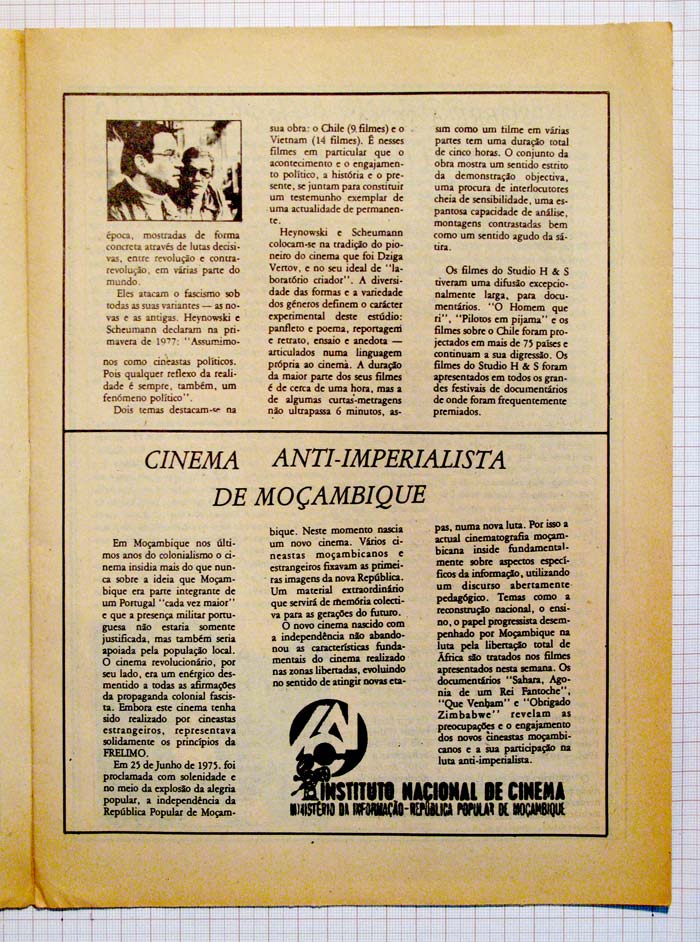 época, mostradas de forma
concreta através de lutas decisi-
vas, entre revolução e contra-
revolução, em várias parte do
mundo.
Eles atacam o fascismo sob
todas as suas variantes — as no-
vas e as antigas. Heynowski e
Scheumann declaram na pri-
mavera de 1977: "Assumimo-
nos como cineastas políticos.
Pois qualquer reflexo da reali-
dade é sempre, também, um
fenómeno político".
Dois temas destacam-se na
sua obra: o Chile (9 filmes) e o
Vietnam (14 filmes). É nesses
filmes em particular que o
acontecimento e o engajamen-
to político, a história e o pre-
sente, se juntam para constituir
um testemunho exemplar de
uma actualidade de permanen-
te.
Heynowski e Scheumann
colocam-se na tradição do pio-
neiro do cinema que foi Dziga
Vertov, e no seu ideal de "la-
boratório criador". A diversi-
dade das formas e a variedade
dos géneros definem o carácter
experimental deste estúdio:
panfleto e poema, reportagem
e retrato, ensaio e anedota —
articulados numa linguagem
própria ao cinema. A duração
da maior parte dos seus filmes
é de cerca de uma hora, mas a
de algumas curtas-metragens
não ultrapassa 6 minutos, as-
sim como um filme em várias
partes tem uma duração total
de cinco horas. O conjunto da
obra mostra um sentido estrito
da demonstração objectiva,
uma procura de interlocutores
cheia de sensibilidade, uma es-
pantosa capacidade de análise,
montagens contrastadas bem
como um sentido agudo da sá-
tira.
Os filmes do Studio H & S
tiveram uma difusão excepcio-
nalmente larga, para docu-
mentários. "O Homem que
ri", "Pilotos em pijama" e os
filmes sobre o Chile foram pro-
jectados em mais de 75 países e
continuam a sua digressão. Os
filmes do Studio H & S foram
apresentados em todos os gran-
des festivais de documentários
de onde foram frequentemente
premiados.
CINEMA ANTI-IMPERIALISTA
DE MOÇAMBIQUE
Em Moçambique nos últi-
mos anos do colonialismo o ci-
nema insidia mais do que nun-
ca sobre a ideia que Moçam-
bique era parte integrante de
um Portugal "cada vez maior"
e que a presença militar portu-
guesa não estaria somente
justificada, mas também seria
apoiada pela população local.
O cinema revolucionário, por
seu lado, era um enérgico des-
mentido a todas as afirmações
da propaganda colonial fascis-
ta. Embora este cinema tenha
sido realizado por cineastas
estrangeiros, representava
solidamente os princípios da
FRELIMO.
Em 25 de Junho de 1975. foi
proclamada com solenidade e
no meio da explosão da alegria
popular, a independência da
República Popular de Moçam-
bique. Neste momento nascia
um novo cinema. Vários ci-
neastas moçambicanos e
estrangeiros fixavam as primei-
ras imagens da nova República.
Um material extraordinário
que servirá de memória colecti-
va para as gerações do futuro.
O novo cinema nascido com
a independência não abando-
nou as características funda-
mentais do cinema realizado
nas zonas libertadas, evoluindo
no sentido de atingir novas eta-
pas, numa nova luta. Por isso a
actual cinematografia moçam-
bicana inside fundamental-
mente sobre aspectos específi-
ficos da informação, utilizando
um discurso abertamente
pedagógico. Temas como a
reconstrução nacional, o ensi-
no, o papel progressista desem-
penhado por Moçambique na
luta pela libertação total de
África são tratados nos filmes
apresentados nesta semana. Os
documentários "Sahara, Ago-
nia de um Rei Fantoche",
"Que Venham" e "Obrigado
Zimbabwe" revelam as
preocupações e o engajamento
dos novos cineastas moçambi-
canos e a sua participação na
luta anti-imperialista.
INSTITUTO NACIONAL DE CINEMA
MINISTÉRIO DA INFORMAÇÃO-REPÚBLICA POPULAR DE MOÇAMBIQUE